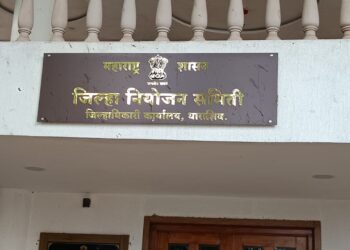 महाराष्ट्र शासन
जिल्हा नियोजन समिती
जिल्हाधिकारी कार्यालय, धाराशिव.